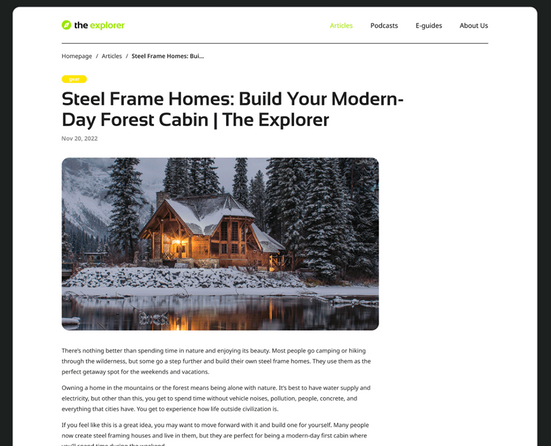 the explorer
Articles Podcasts E-guides About Us
Homepage / Articles / Steel Frame Homes: Bui...
Steel Frame Homes: Build Your Modern-
Day Forest Cabin | The Explorer
Nov 20, 2022
There's nothing better than spending time in nature and enjoying its beauty. Most people go camping or hiking
through the wilderness, but some go a step further and build their own steel frame homes. They use them as the
perfect getaway spot for the weekends and vacations.
Owning a home in the mountains or the forest means being alone with nature. It's best to have water supply and
electricity, but other than this, you get to spend time without vehicle noises, pollution, people, concrete, and
everything that cities have. You get to experience how life outside civilization is.
If you feel like this is a great idea, you may want to move forward with it and build one for yourself. Many people
now create steel framing houses and live in them, but they are perfect for being a modern-day first cabin where
you'll spend time during the weekend.